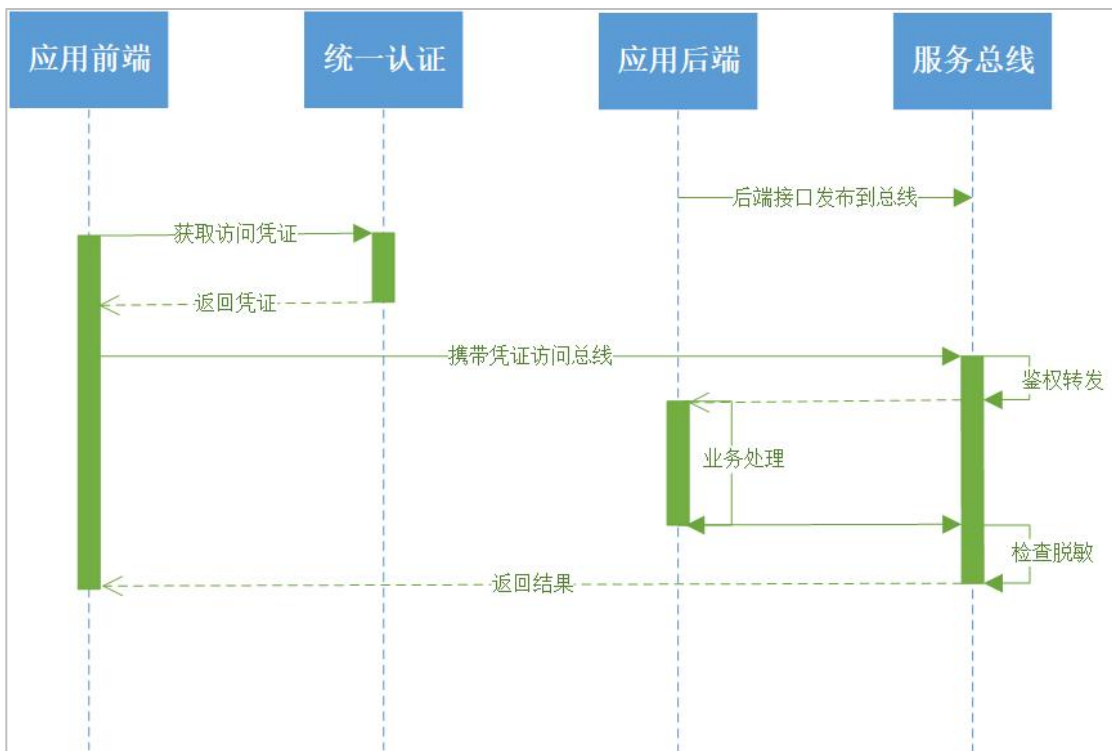 应用前端
统一认证
应用后端
服务总线
后端接口发布到总线
获取访问凭证
返回凭证
携带凭证访问总线
鉴权转发
业务处理
检查脱敏
返回结果